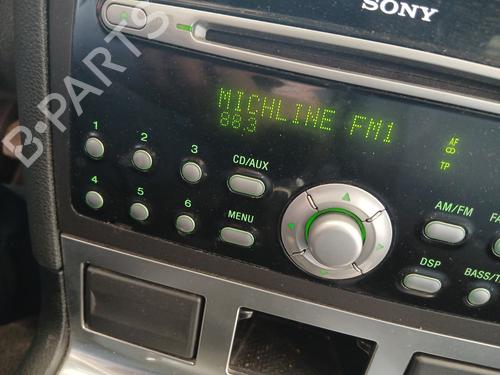 SONY
MICHLINE FM1
88.3
AF
TP
1 2 3 CD/AUX
4 5 6 MENU
AM/FM
DSP
BASS/T
B-PARTS